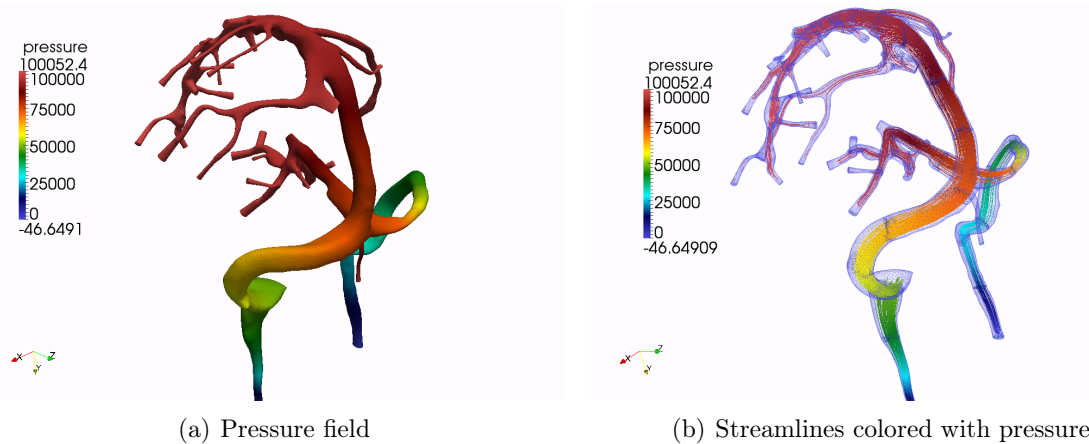 pressure
100052.4
100000
75000
50000
25000
0
-46.6491
X
Z
Y
(a) Pressure field
pressure
100052.4
100000
75000
50000
25000
0
-46.64909
X
Z
Y
(b) Streamlines colored with pressure